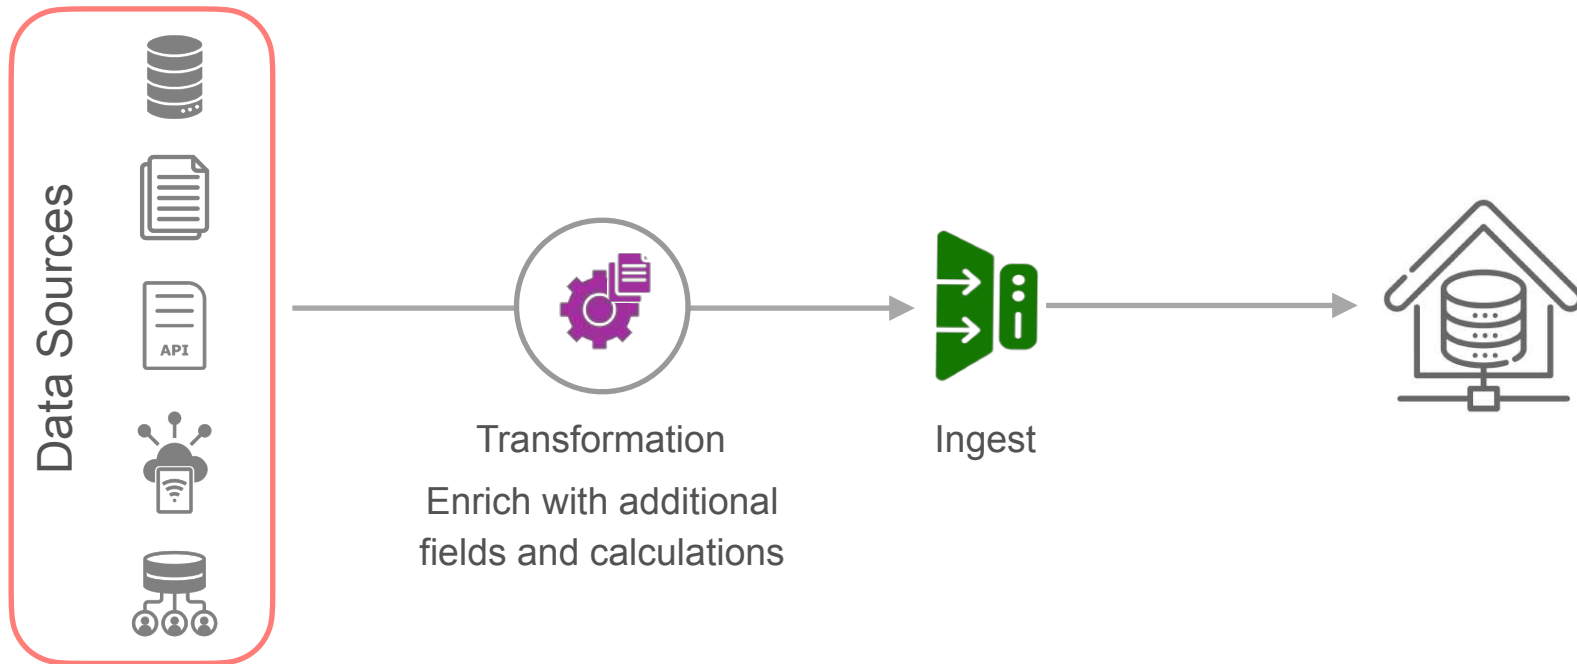 Data Sources
API
Transformation
Enrich with additional
fields and calculations
Ingest